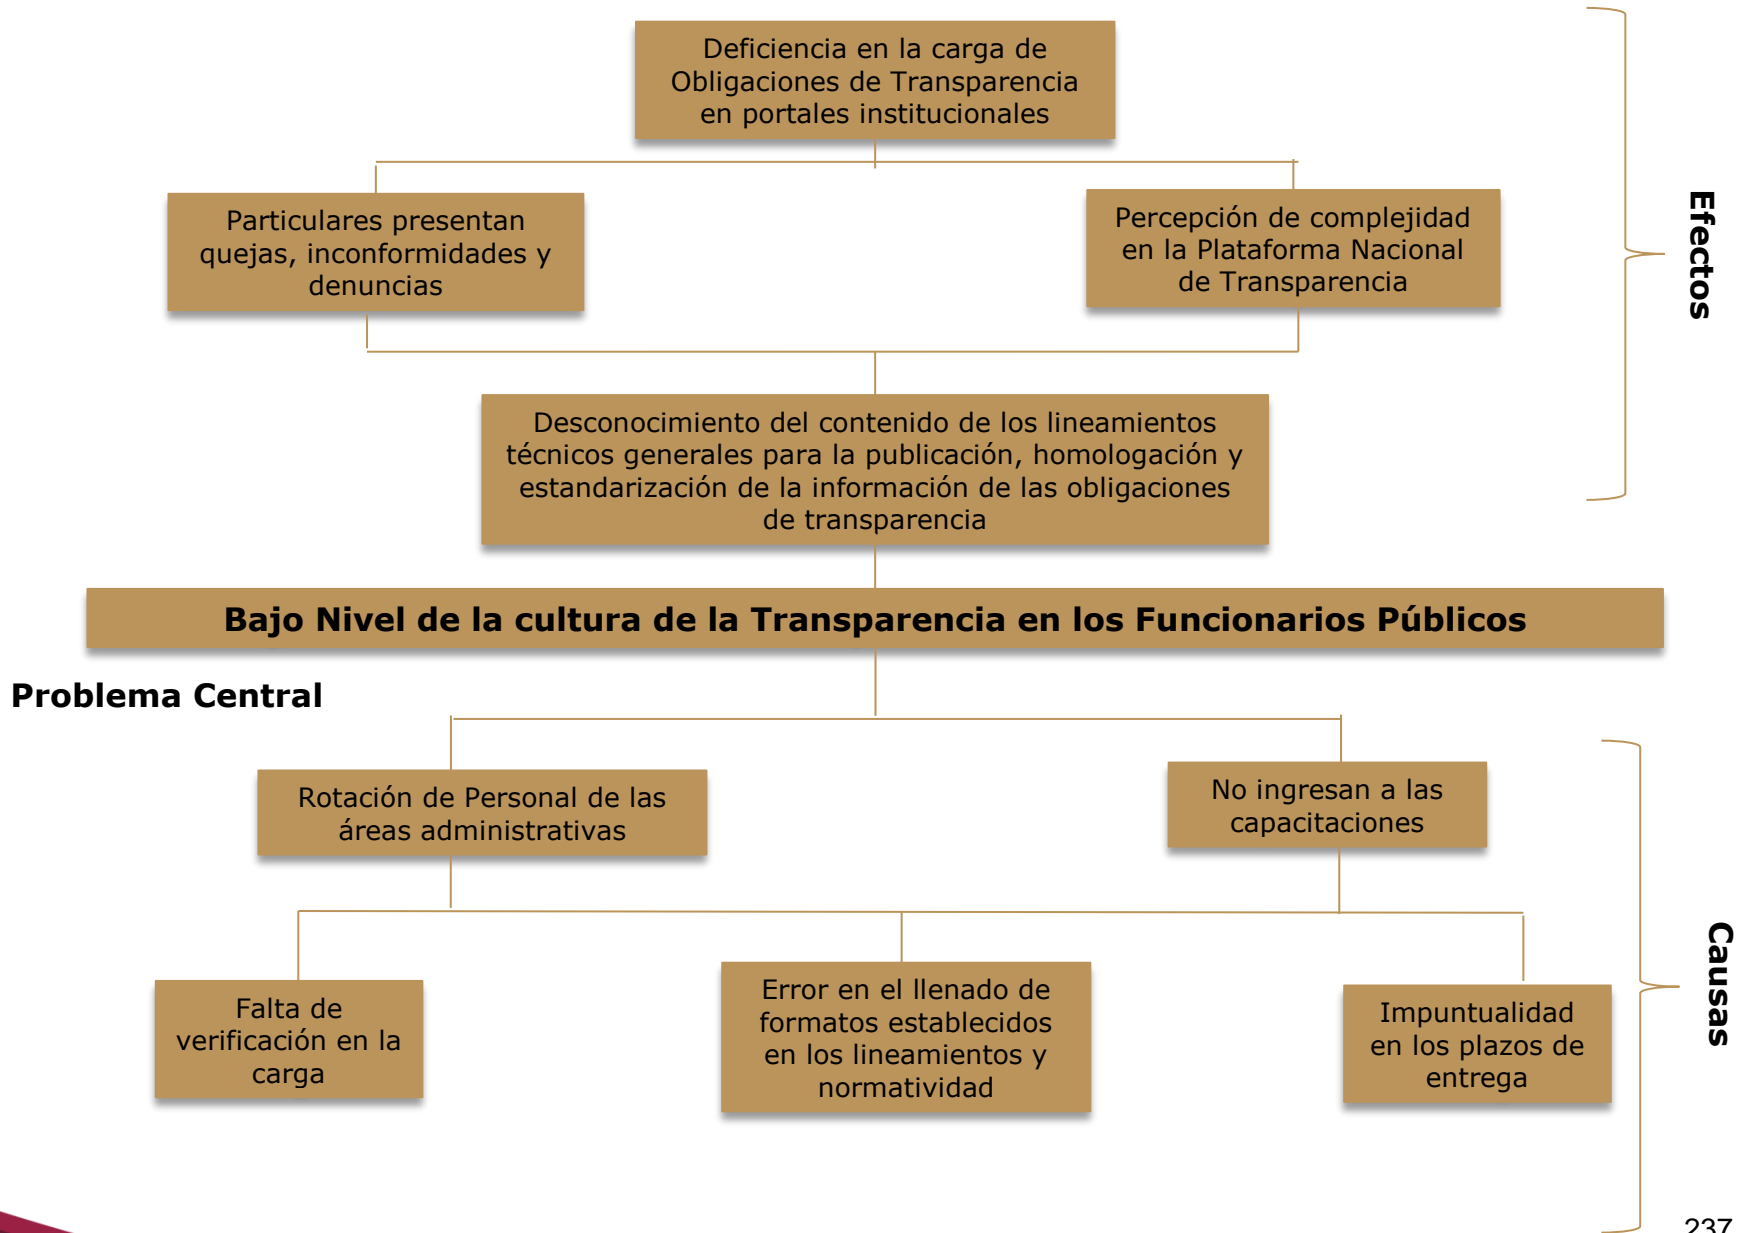 Deficiencia en la carga de
Obligaciones de Transparencia
en portales institucionales
Particulares presentan
quejas, inconformidades y
denuncias
Percepción de complejidad
en la Plataforma Nacional
de Transparencia
Efectos
Desconocimiento del contenido de los lineamientos
técnicos generales para la publicación, homologación y
estandarización de la información de las obligaciones
de transparencia
Bajo Nivel de la cultura de la Transparencia en los Funcionarios Públicos
Problema Central
Rotación de Personal de las
áreas administrativas
No ingresan a las
capacitaciones
Causas
Falta de
verificación en la
carga
Error en el llenado de
formatos establecidos
en los lineamientos y
normatividad
Impuntualidad
en los plazos de
entrega
237